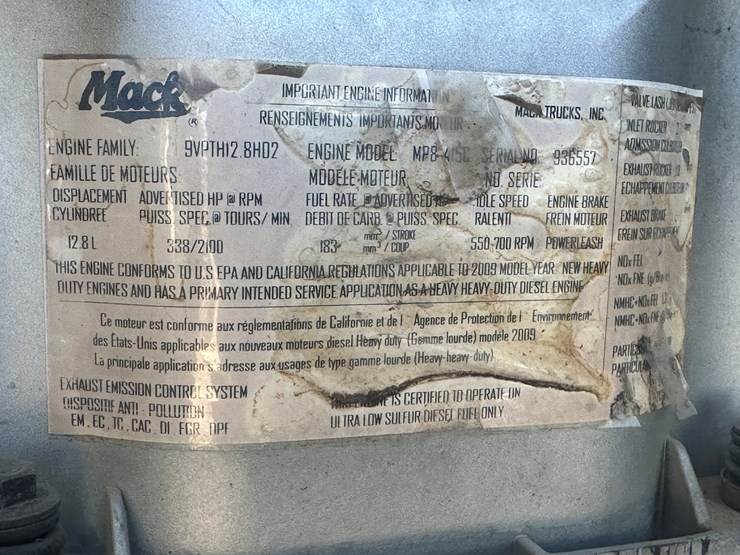 Mack
®
IMPORTANT ENGINE INFORMATION
MACK TRUCKS, INC.
RENSEIGNEMENTS IMPORTANTS MOTEUR
ENGINE FAMILY: 9VPTH12.8H02 ENGINE MODEL MP8-415C SERIAL NO. 936557
FAMILLE DE MOTEURS: MODÈLE MOTEUR NO. SERIE
DISPLACEMENT ADVERTISED HP @ RPM FUEL RATE @ ADVERTISED IDLE SPEED ENGINE BRAKE
CYLINDREE PUISS. SPEC. @ TOURS/ MIN. DEBIT DE CARB. @ PUISS. SPEC. RALENTI FREIN MOTEUR
12.8 L 338/2100 183 mm³ / STROKE 550-700 RPM POWERLEASH
mm³ / COUP
THIS ENGINE CONFORMS TO U.S EPA AND CALIFORNIA REGULATIONS APPLICABLE TO 2009 MODEL YEAR NEW HEAVY
DUTY ENGINES AND HAS A PRIMARY INTENDED SERVICE APPLICATION AS A HEAVY HEAVY DUTY DIESEL ENGINE
Ce moteur est conforme aux réglementations de Californie et de l' Agence de Protection de l' Environnement
des Etats-Unis applicables aux nouveaux moteurs diesel Heavy duty (Gamme lourde) modèle 2009
La principale application s adresse aux usages de type gamme lourde (Heavy-heavy-duty)
EXHAUST EMISSION CONTROL SYSTEM
DISPOSITIF ANTI - POLLUTION
EM, EC, TC, CAC, DI, EGR, DPF
ENGINE IS CERTIFIED TO OPERATE ON
ULTRA LOW SULFUR DIESEL FUEL ONLY
VALVE LASH
INLET ROCKER
ADMISSION
EXHAUST ROCKER
ECHAPPEMENT
EXHAUST BRAKE
FREIN SUR
NOx FEL
NOx FNE
NMHC+NOx FEL
NMHC+NOx FNE